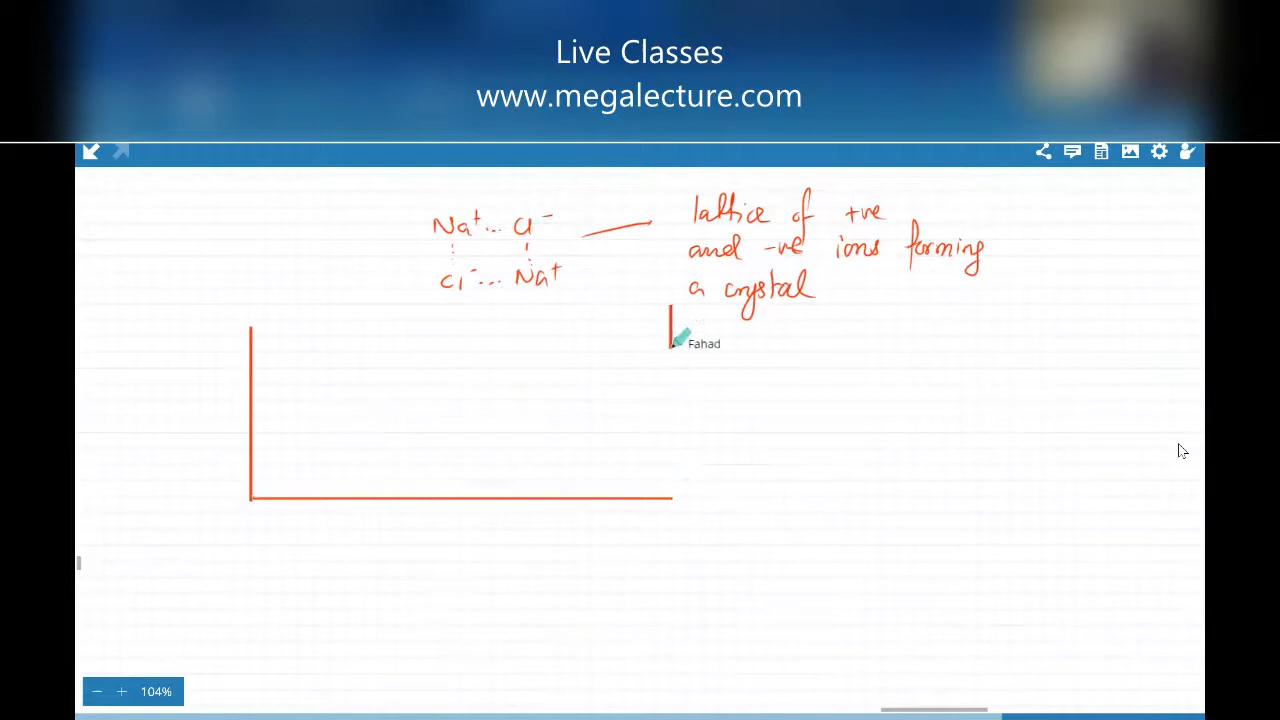 Live Classes
www.megalecture.com
Na⁺... Cl⁻
Cl⁻... Na⁺
lattice of +ve
and -ve ions forming
a crystal
Fahad
104%